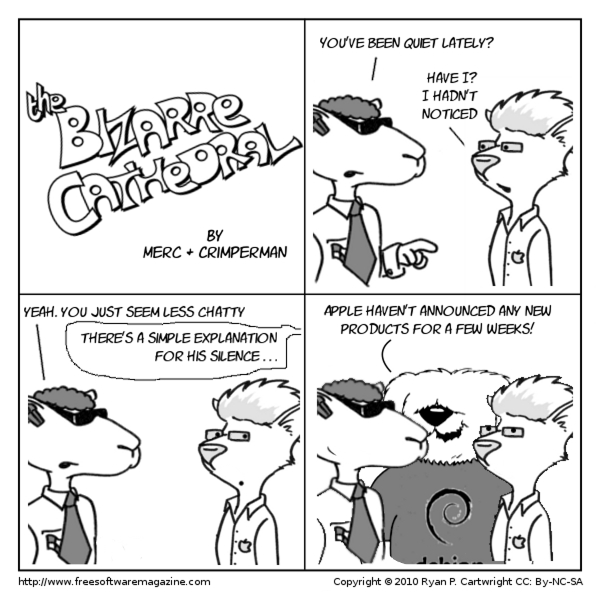 the
BIZARRE
CATHEDRAL
BY
MERC + CRIMPERMAN
YOU'VE BEEN QUIET LATELY?
HAVE I?
I HADN'T
NOTICED
YEAH. YOU JUST SEEM LESS CHATTY
THERE'S A SIMPLE EXPLANATION
FOR HIS SILENCE...
APPLE HAVEN'T ANNOUNCED ANY NEW
PRODUCTS FOR A FEW WEEKS!
debian
http://www.freesoftwaremagazine.com
Copyright © 2010 Ryan P. Cartwright CC: By-NC-SA